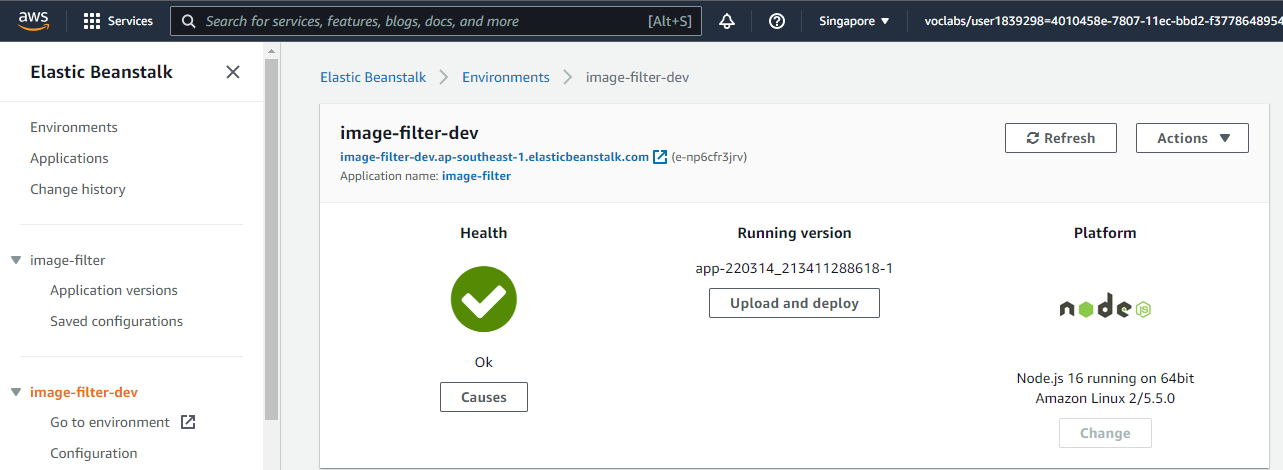 aws
Services
Search for services, features, blogs, docs, and more
[Alt+S]
Singapore
voclabs/user1839298=4010458e-7807-11ec-bbd2-f3778648954
Elastic Beanstalk
Environments
Applications
Change history
image-filter
Application versions
Saved configurations
image-filter-dev
Go to environment
Configuration
Elastic Beanstalk
Environments
image-filter-dev
image-filter-dev
image-filter-dev.ap-southeast-1.elasticbeanstalk.com (e-np6cfr3jrv)
Application name: image-filter
Refresh
Actions
Health
Ok
Causes
Running version
app-220314_213411288618-1
Upload and deploy
Platform
node JS
Node.js 16 running on 64bit
Amazon Linux 2/5.5.0
Change